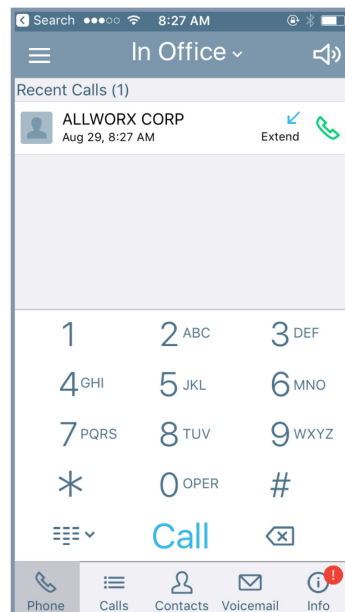 Search 8:27 AM
In Office
Recent Calls (1)
ALLWORX CORP
Aug 29, 8:27 AM Extend
1 2 ABC 3 DEF
4 GHI 5 JKL 6 MNO
7 PQRS 8 TUV 9 WXYZ
* 0 OPER #
Call
Phone Calls Contacts Voicemail Info